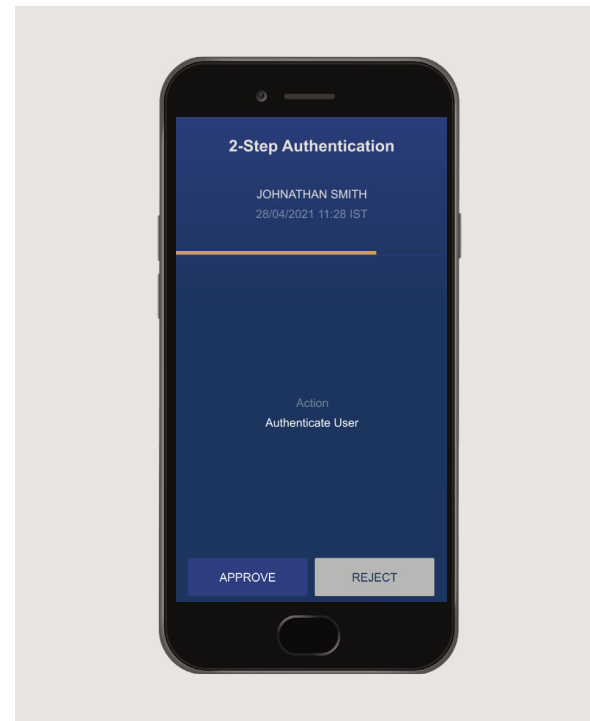 2-Step Authentication
JOHNATHAN SMITH
28/04/2021 11:28 IST
Action
Authenticate User
APPROVE
REJECT